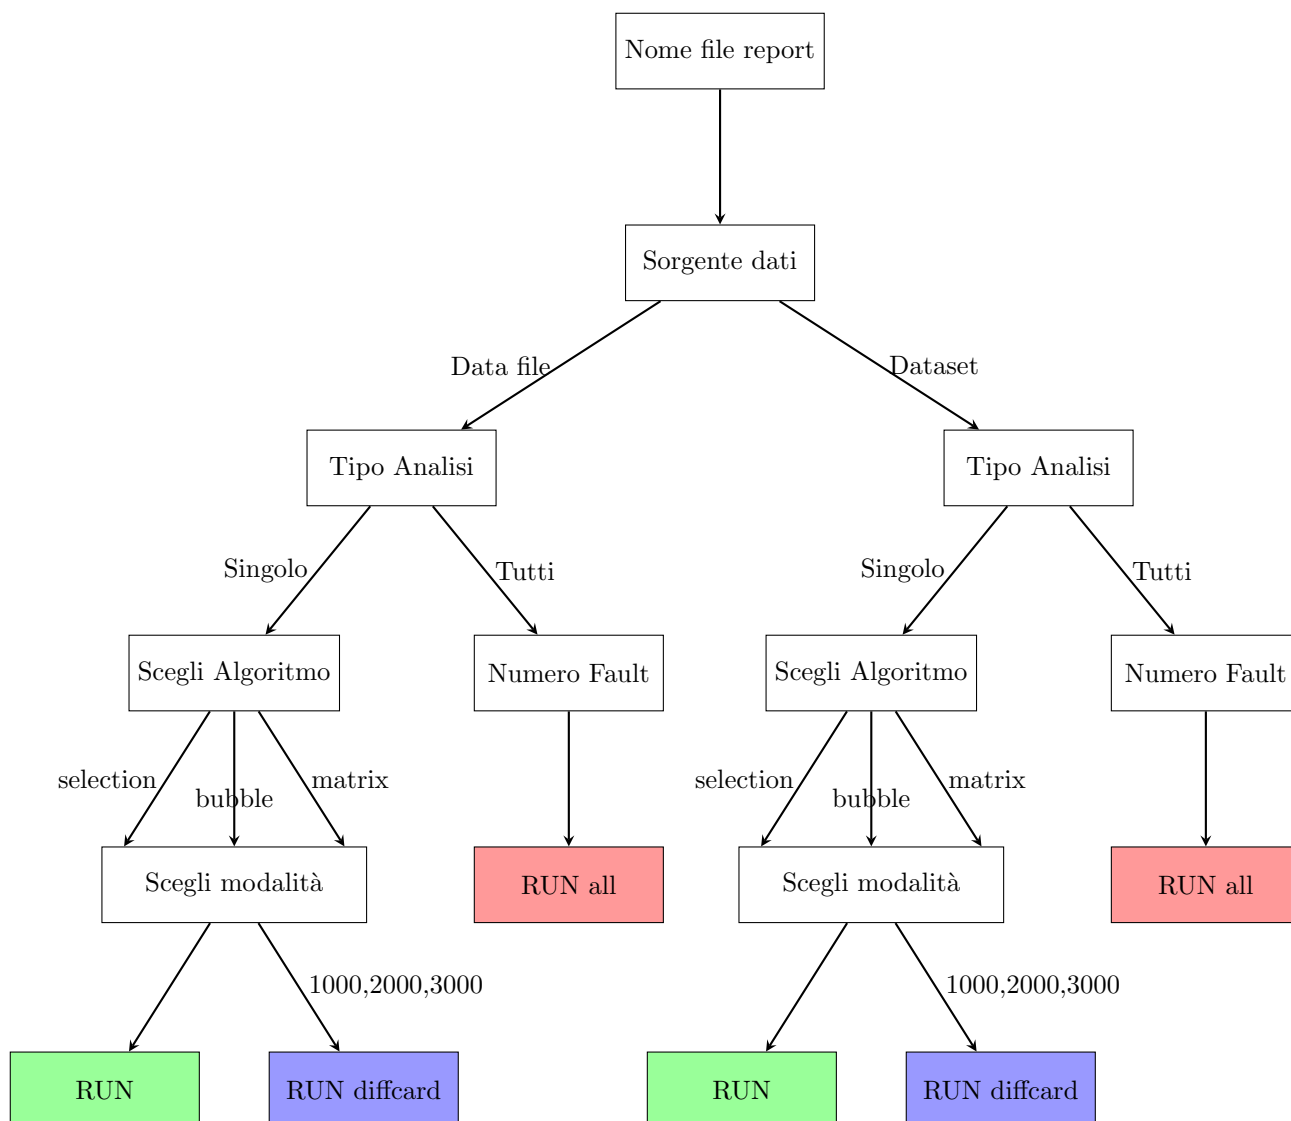 Nome file report
Sorgente dati
Data file
Dataset
Tipo Analisi
Tipo Analisi
Singolo
Tutti
Singolo
Tutti
Scegli Algoritmo
Numero Fault
Scegli Algoritmo
Numero Fault
selection
bubble
matrix
selection
bubble
matrix
Scegli modalità
RUN all
Scegli modalità
RUN all
1000,2000,3000
1000,2000,3000
RUN
RUN diffcard
RUN
RUN diffcard